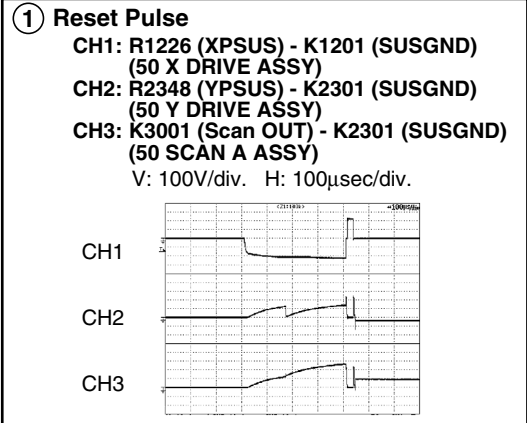 ① Reset Pulse
CH1: R1226 (XPSUS) - K1201 (SUSGND)
(50 X DRIVE ASSY)
CH2: R2348 (YPSUS) - K2301 (SUSGND)
(50 Y DRIVE ASSY)
CH3: K3001 (Scan OUT) - K2301 (SUSGND)
(50 SCAN A ASSY)
V: 100V/div. H: 100μsec/div.
CH1
CH2
CH3